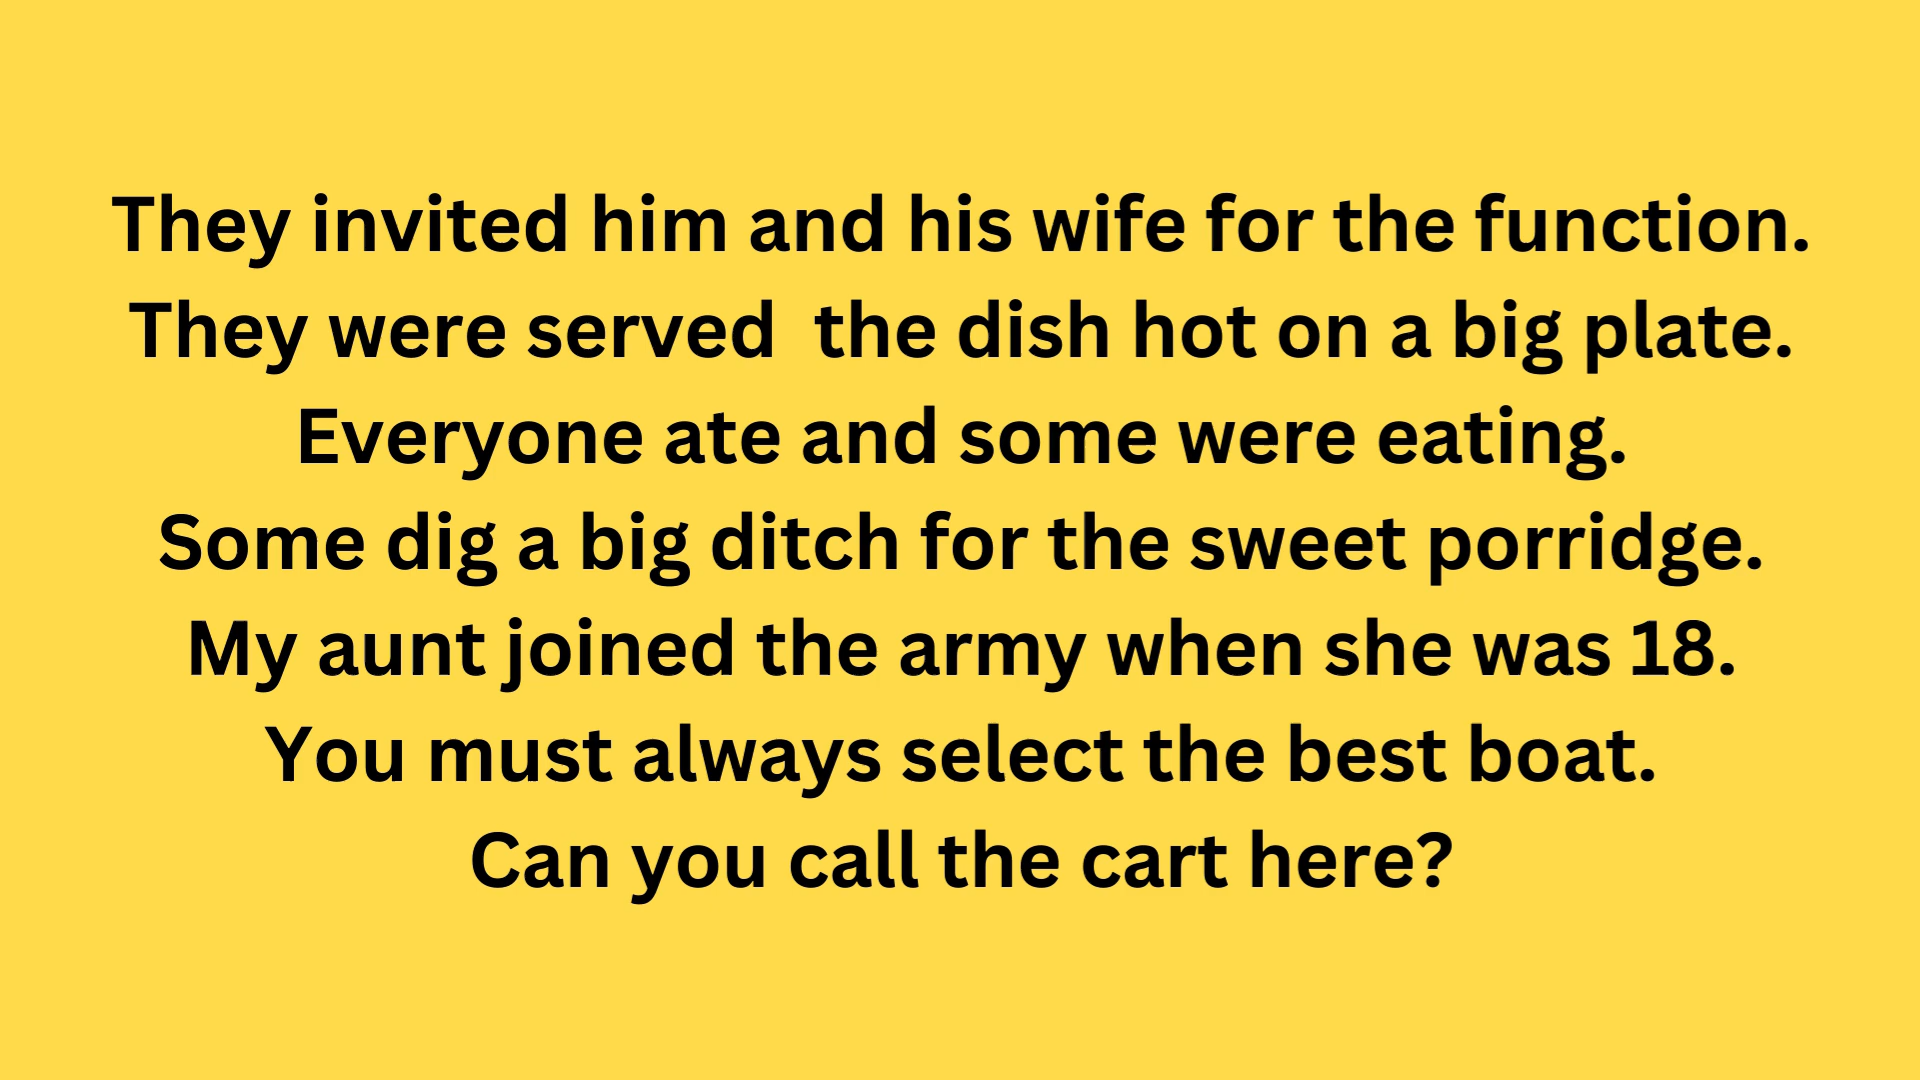 They invited him and his wife for the function.
They were served  the dish hot on a big plate.
Everyone ate and some were eating.
Some dig a big ditch for the sweet porridge.
My aunt joined the army when she was 18.
You must always select the best boat.
Can you call the cart here?